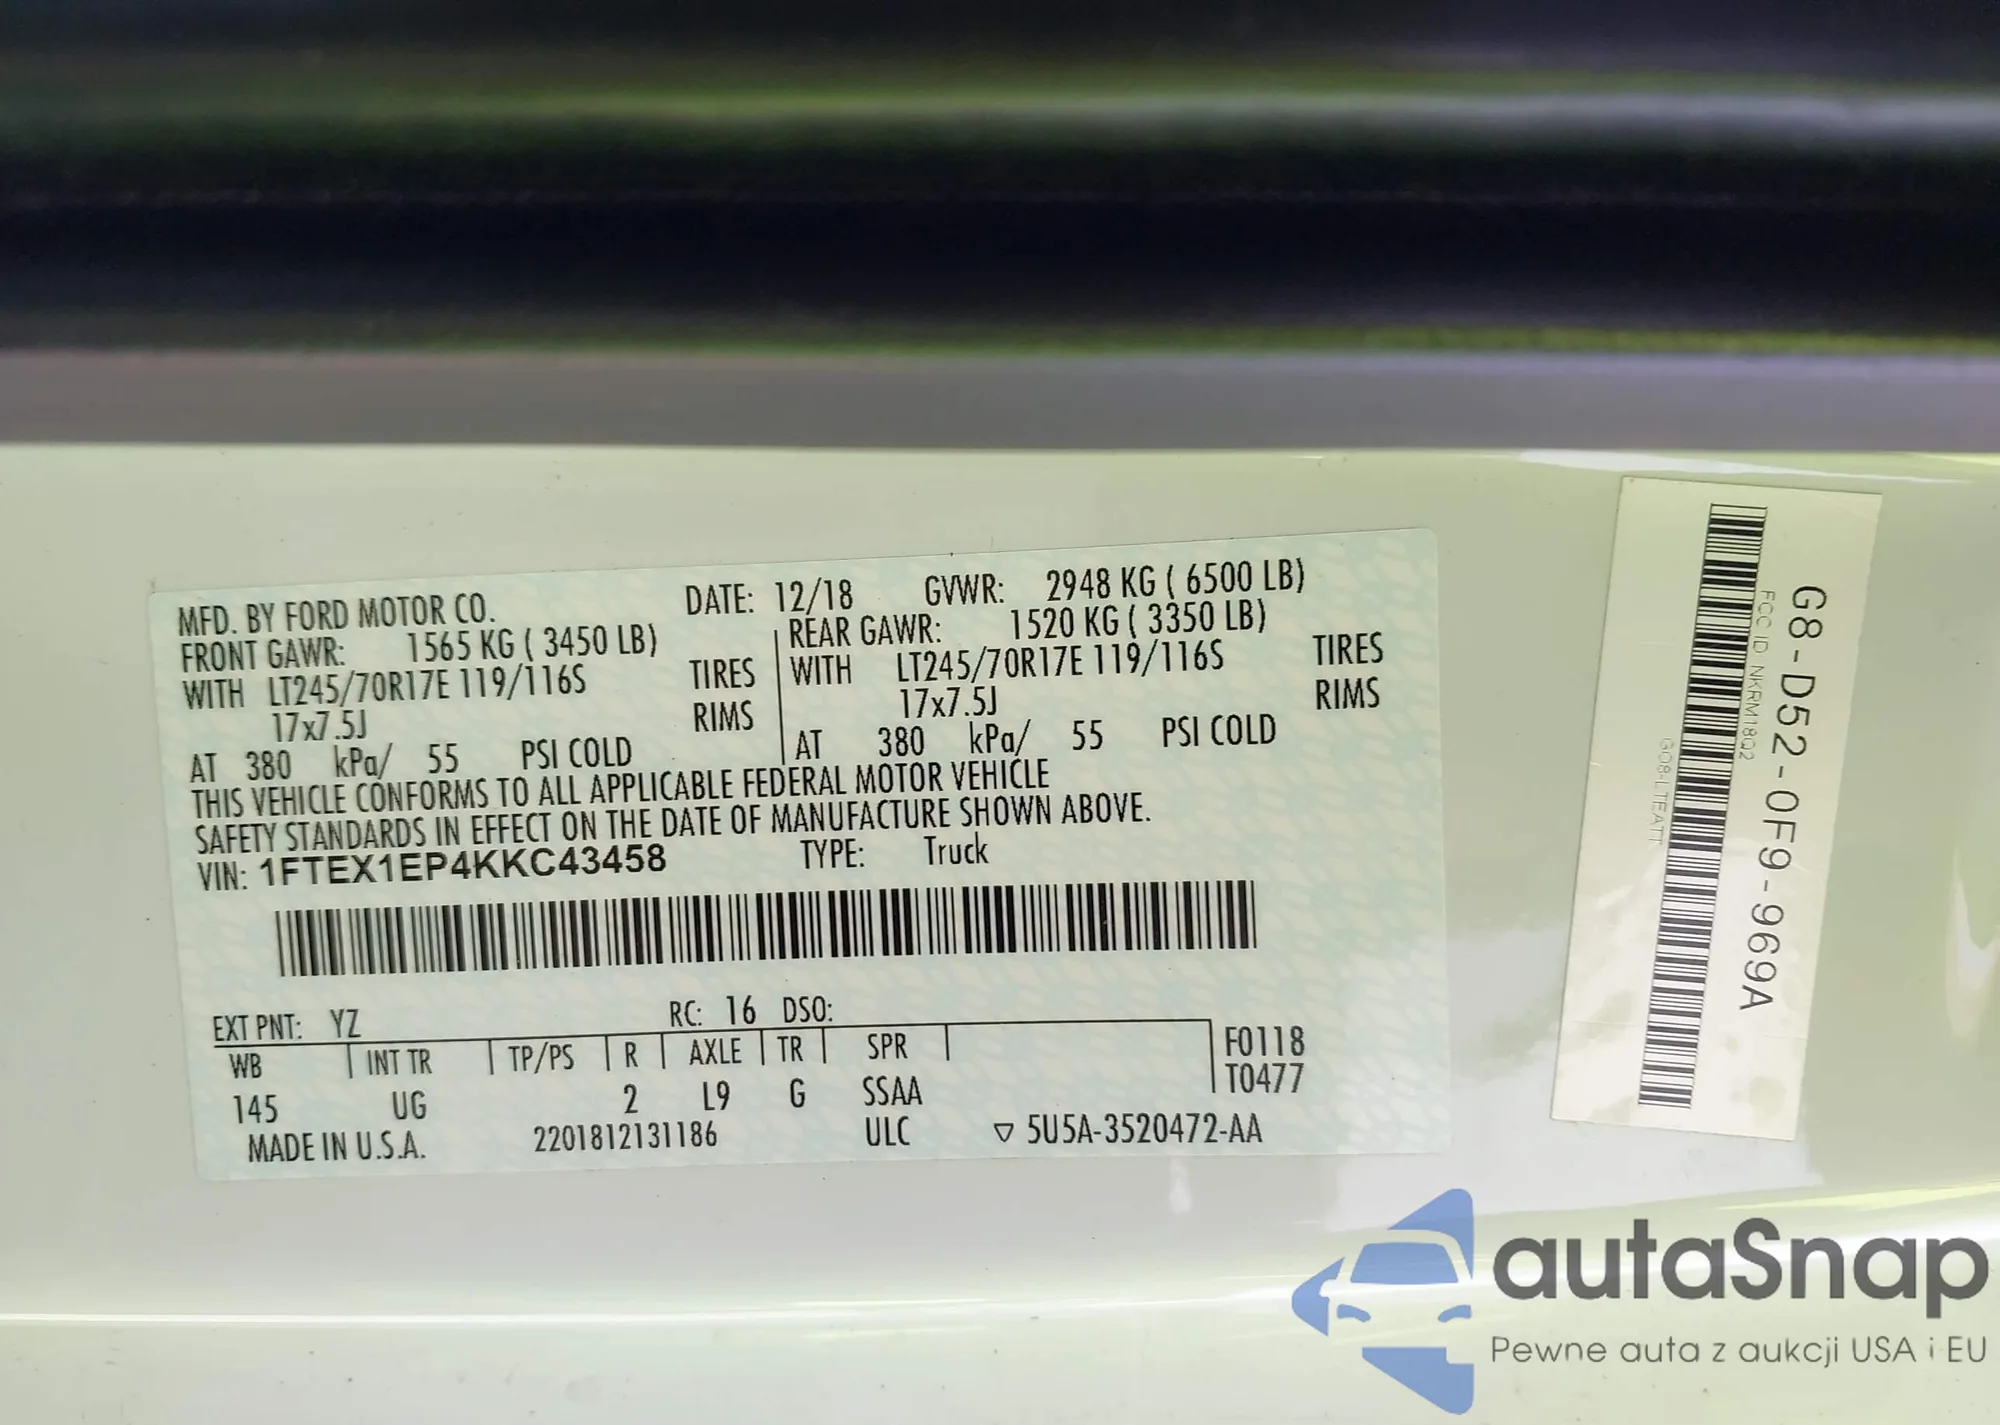 MFD. BY FORD MOTOR CO. DATE: 12/18 GVWR: 2948 KG ( 6500 LB)
FRONT GAWR: 1565 KG ( 3450 LB) REAR GAWR: 1520 KG ( 3350 LB)
WITH LT245/70R17E 119/116S TIRES WITH LT245/70R17E 119/116S TIRES
17x7.5J RIMS 17x7.5J RIMS
AT 380 kPa/ 55 PSI COLD AT 380 kPa/ 55 PSI COLD
THIS VEHICLE CONFORMS TO ALL APPLICABLE FEDERAL MOTOR VEHICLE
SAFETY STANDARDS IN EFFECT ON THE DATE OF MANUFACTURE SHOWN ABOVE.
VIN: 1FTEX1EP4KKC43458 TYPE: Truck
EXT PNT: YZ RC: 16 DSO:
WB INT TR TP/PS R AXLE TR SPR F0118
145 UG 2 L9 G SSAA T0477
MADE IN U.S.A. 2201812131186 ULC ▽ 5U5A-3520472-AA
G8-D52-0F9-969A
FCC ID NKRM18Q2
GO8-LTEATT
autaSnap
Pewne auta z aukcji USA i EU